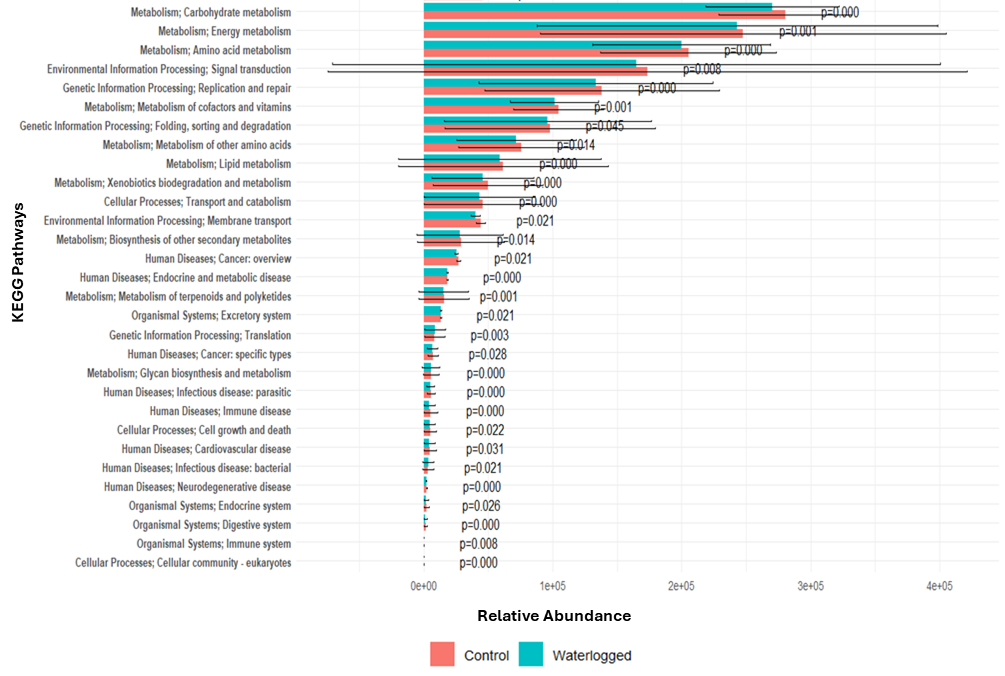 Metabolism; Carbohydrate metabolism p=0.000
Metabolism; Energy metabolism p=0.001
Metabolism; Amino acid metabolism p=0.000
Environmental Information Processing; Signal transduction p=0.008
Genetic Information Processing; Replication and repair p=0.000
Metabolism; Metabolism of cofactors and vitamins p=0.001
Genetic Information Processing; Folding, sorting and degradation p=0.045
Metabolism; Metabolism of other amino acids p=0.014
Metabolism; Lipid metabolism p=0.000
Metabolism; Xenobiotics biodegradation and metabolism p=0.000
Cellular Processes; Transport and catabolism p=0.000
Environmental Information Processing; Membrane transport p=0.021
Metabolism; Biosynthesis of other secondary metabolites p=0.014
Human Diseases; Cancer: overview p=0.021
Human Diseases; Endocrine and metabolic disease p=0.000
Metabolism; Metabolism of terpenoids and polyketides p=0.001
Organismal Systems; Excretory system p=0.021
Genetic Information Processing; Translation p=0.003
Human Diseases; Cancer: specific types p=0.028
Metabolism; Glycan biosynthesis and metabolism p=0.000
Human Diseases; Infectious disease: parasitic p=0.000
Human Diseases; Immune disease p=0.000
Cellular Processes; Cell growth and death p=0.022
Human Diseases; Cardiovascular disease p=0.031
Human Diseases; Infectious disease: bacterial p=0.021
Human Diseases; Neurodegenerative disease p=0.000
Organismal Systems; Endocrine system p=0.026
Organismal Systems; Digestive system p=0.000
Organismal Systems; Immune system p=0.008
Cellular Processes; Cellular community - eukaryotes p=0.000
KEGG Pathways
0e+00 1e+05 2e+05 3e+05 4e+05
Relative Abundance
Control Waterlogged